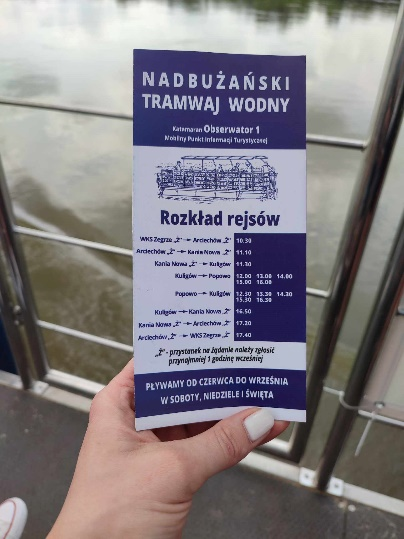 NADBUŻAŃSKI
TRAMWAJ WODNY
Katamaran Obserwator 1
Mobilny Punkt Informacji Turystycznej
Rozkład rejsów
WKS Zegrze „Ż” → Arciechów „Ż” 10.30
Arciechów „Ż” → Kania Nowa „Ż” 11.10
Kania Nowa „Ż” → Kuligów 11.30
Kuligów → Popowo 12.00 13.00 14.00
15.00 16.00
Popowo → Kuligów 12.30 13.30 14.30
15.30 16.30
Kuligów → Kania Nowa „Ż” 16.50
Kania Nowa „Ż” → Arciechów „Ż” 17.20
Arciechów „Ż” → WKS Zegrze „Ż” 17.40
„Ż” - przystanek na żądanie należy zgłosić
przynajmniej 1 godzinę wcześniej
PŁYWAMY OD CZERWCA DO WRZEŚNIA
W SOBOTY, NIEDZIELE I ŚWIĘTA